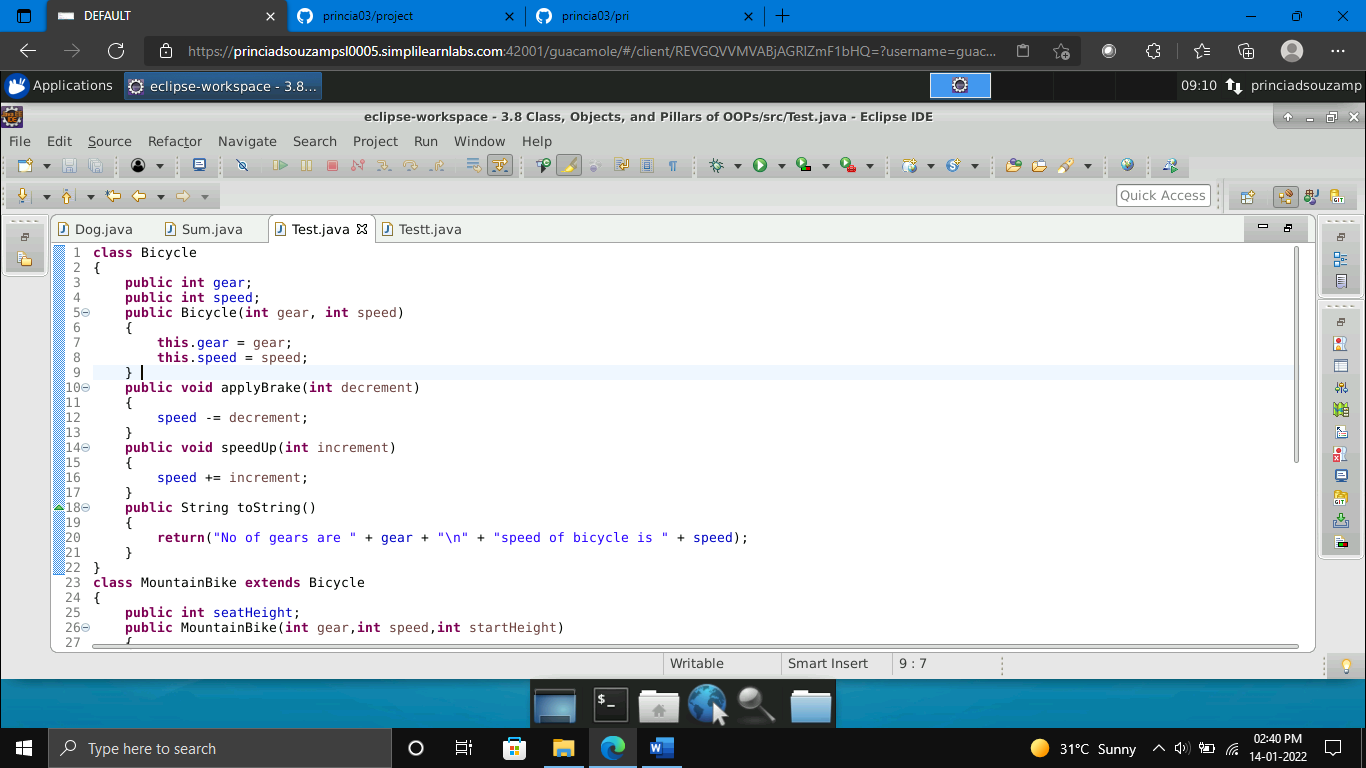 DEFAULT
princia03/project
princia03/pri
https://princiadsouzampsl0005.simplilearnlabs.com:42001/guacamole/#/client/REVGQVVMVABjAGRlZmF1bHQ=?username=guac...
Applications
eclipse-workspace - 3.8...
09:10
princiadsouzamp
eclipse-workspace - 3.8 Class, Objects, and Pillars of OOPs/src/Test.java - Eclipse IDE
File Edit Source Refactor Navigate Search Project Run Window Help
Quick Access
Dog.java
Sum.java
Test.java
Testt.java
1 class Bicycle
2 {
3 public int gear;
4 public int speed;
5 public Bicycle(int gear, int speed)
6 {
7 this.gear = gear;
8 this.speed = speed;
9 }
10 public void applyBrake(int decrement)
11 {
12 speed -= decrement;
13 }
14 public void speedUp(int increment)
15 {
16 speed += increment;
17 }
18 public String toString()
19 {
20 return("No of gears are " + gear + "\n" + "speed of bicycle is " + speed);
21 }
22 }
23 class MountainBike extends Bicycle
24 {
25 public int seatHeight;
26 public MountainBike(int gear,int speed,int startHeight)
27 {
Writable
Smart Insert
9 : 7
Type here to search
31°C Sunny
02:40 PM
14-01-2022